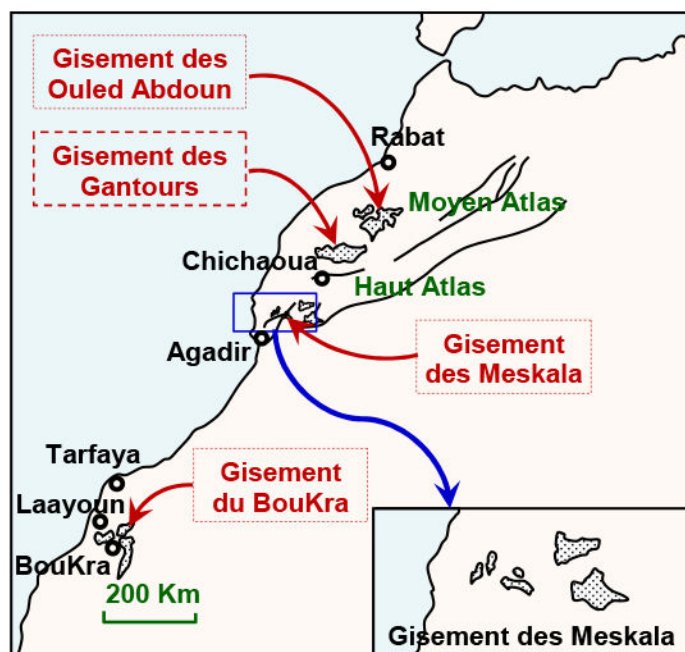 Gisement des
Ouled Abdoun
Rabat
Gisement des
Gantours
Moyen Atlas
Chichaoua
Haut Atlas
Agadir
Gisement
des Meskala
Tarfaya
Gisement
du BouKra
Laayoun
BouKra
200 Km
Gisement des Meskala